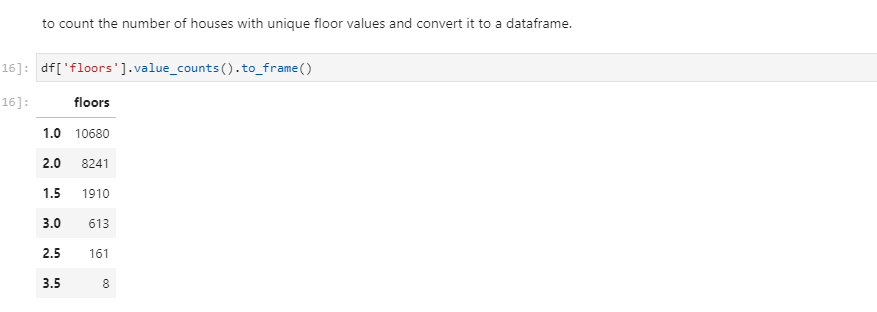 to count the number of houses with unique floor values and convert it to a dataframe.
16]: df['floors'].value_counts().to_frame()
16]: floors
1.0 10680
2.0 8241
1.5 1910
3.0 613
2.5 161
3.5 8